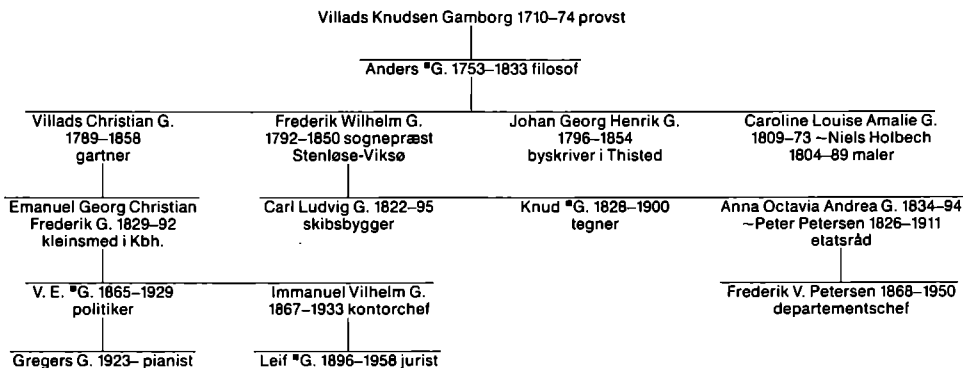 Villads Knudsen Gamborg 1710–74 provst
Anders ■G. 1753–1833 filosof
Villads Christian G.
1789–1858
gartner
Frederik Wilhelm G.
1792–1850 sognepræst
Stenløse-Viksø
Johan Georg Henrik G.
1796–1854
byskriver i Thisted
Caroline Louise Amalie G.
1809–73 ~Niels Holbech
1804–89 maler
Emanuel Georg Christian
Frederik G. 1829–92
kleinsmed i Kbh.
Carl Ludvig G. 1822–95
skibsbygger
Knud ■G. 1828–1900
tegner
Anna Octavia Andrea G. 1834–94
~Peter Petersen 1826–1911
etatsråd
V. E. ■G. 1865–1929
politiker
Immanuel Vilhelm G.
1867–1933 kontorchef
Frederik V. Petersen 1868–1950
departementschef
Gregers G. 1923– pianist
Leif ■G. 1896–1958 jurist